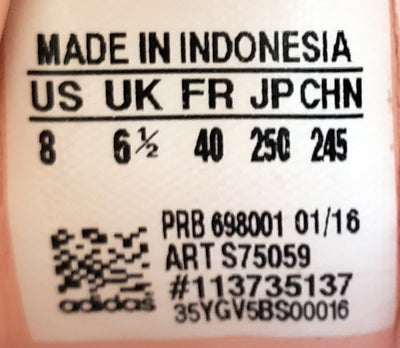 MADE IN INDONESIA
US UK FR JP CHN
8 6½ 40 250 245
PRB 698001 01/16
ART S75059
#113735137
adidas 35YGV5BS00016